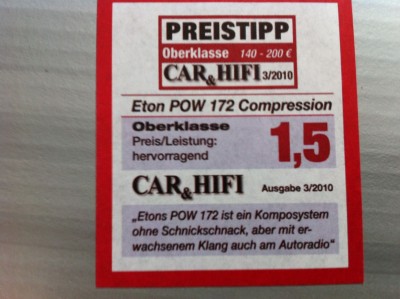 PREISTIPP
Oberklasse 140 - 200 €
CAR & HIFI 3/2010
Eton POW 172 Compression
Oberklasse
Preis/Leistung:
hervorragend
1,5
CAR & HIFI Ausgabe 3/2010
„Etons POW 172 ist ein Komposystem
ohne Schnickschnack, aber mit er-
wachsenem Klang auch am Autoradio“